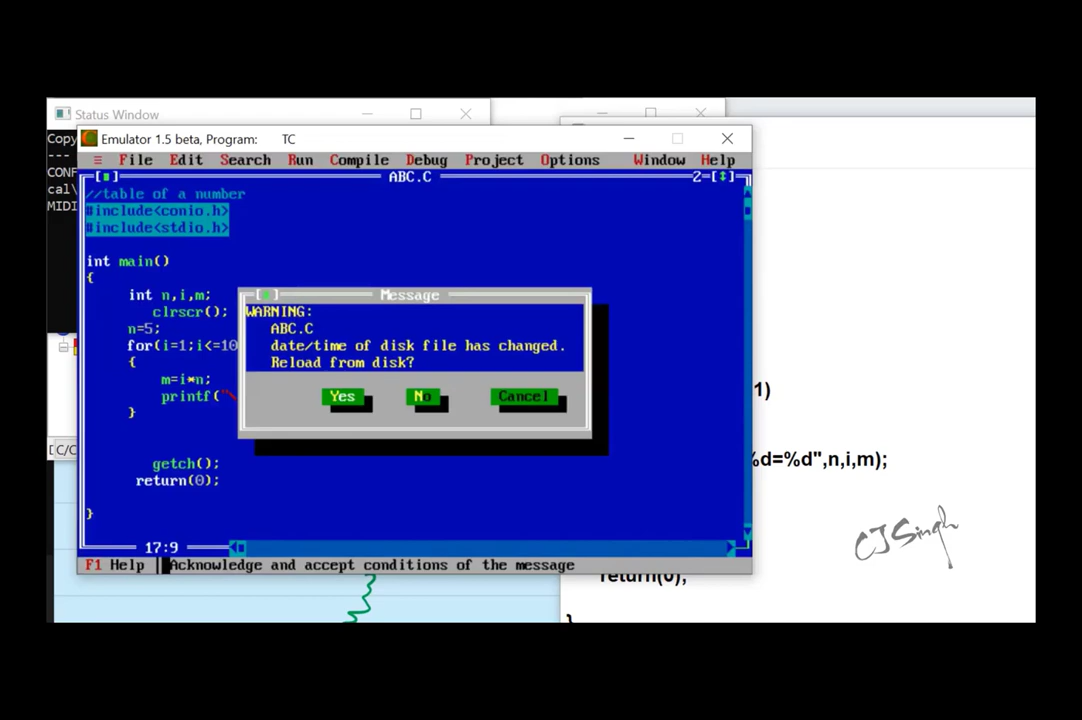 Status Window
Emulator 1.5 beta, Program: TC
Copy
---
CONF
cal\
MIDI
≡ File Edit Search Run Compile Debug Project Options Window Help
ABC.C 2
//table of a number
#include<conio.h>
#include<stdio.h>
int main()
{
int n,i,m;
clrscr();
n=5;
for(i=1;i<=10
{
m=i*n;
printf("\
}
getch();
return(0);
}
17:9
Message
WARNING:
ABC.C
date/time of disk file has changed.
Reload from disk?
Yes No Cancel
F1 Help Acknowledge and accept conditions of the message
[ C/C
1)
%d=%d",n,i,m);
CJSingh
return(0);
}